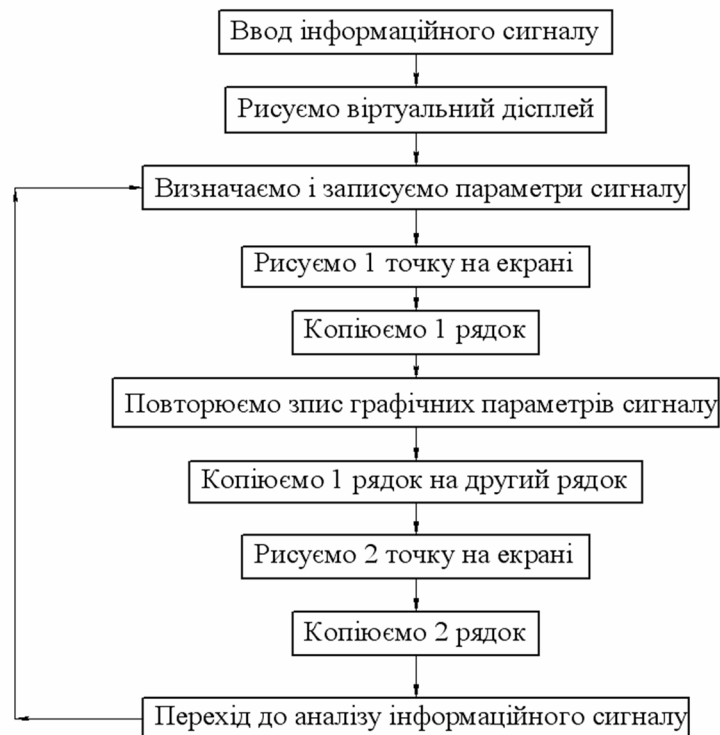 Ввод інформаційного сигналу
Рисуємо віртуальний дісплей
Визначаємо і записуємо параметри сигналу
Рисуємо 1 точку на екрані
Копіюємо 1 рядок
Повторюємо зпис графічних параметрів сигналу
Копіюємо 1 рядок на другий рядок
Рисуємо 2 точку на екрані
Копіюємо 2 рядок
Перехід до аналізу інформаційного сигналу